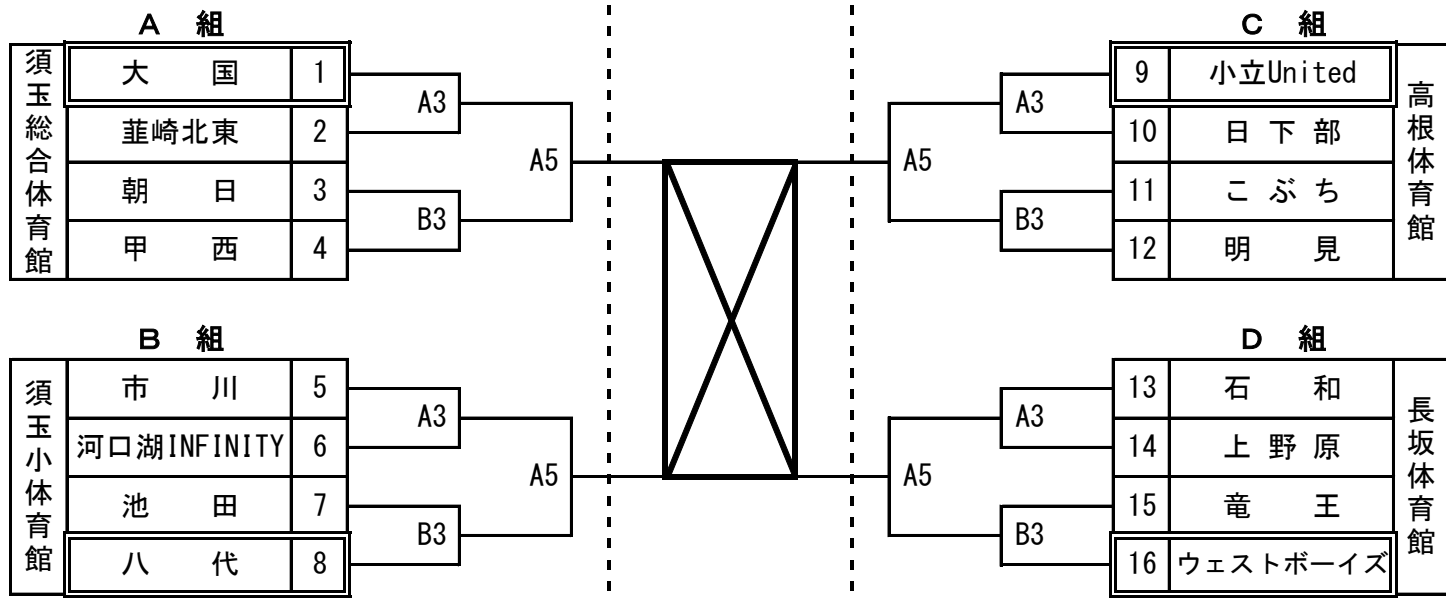 A 組
須玉総合体育館
大 国 1
韮崎北東 2
朝 日 3
甲 西 4
A3
B3
A5
B 組
須玉小体育館
市 川 5
河口湖INFINITY 6
池 田 7
八 代 8
A3
B3
A5
C 組
高根体育館
9 小立United
10 日下部
11 こぶち
12 明 見
A3
B3
A5
D 組
長坂体育館
13 石 和
14 上野原
15 竜 王
16 ウェストボーイズ
A3
B3
A5